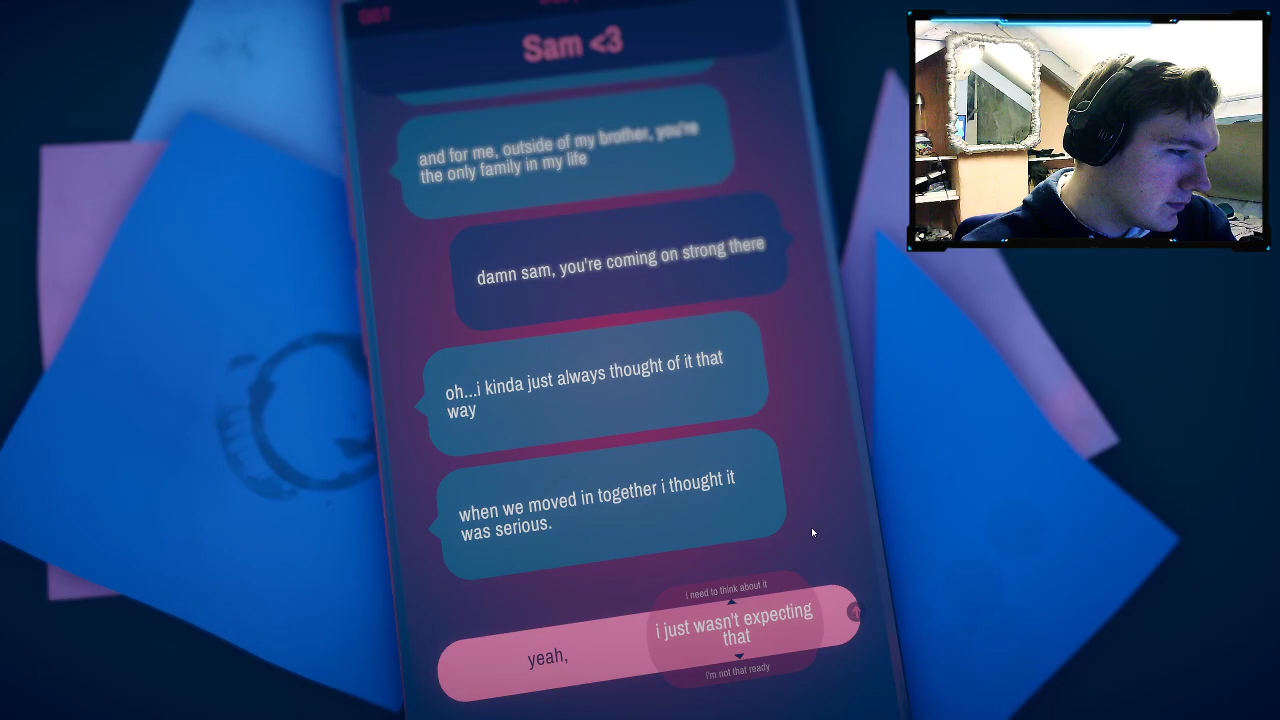 Sam <3
and for me, outside of my brother, you're
the only family in my life
damn sam, you're coming on strong there
oh...i kinda just always thought of it that
way
when we moved in together i thought it
was serious.
i need to think about it
yeah, i just wasn't expecting
that
i'm not that ready